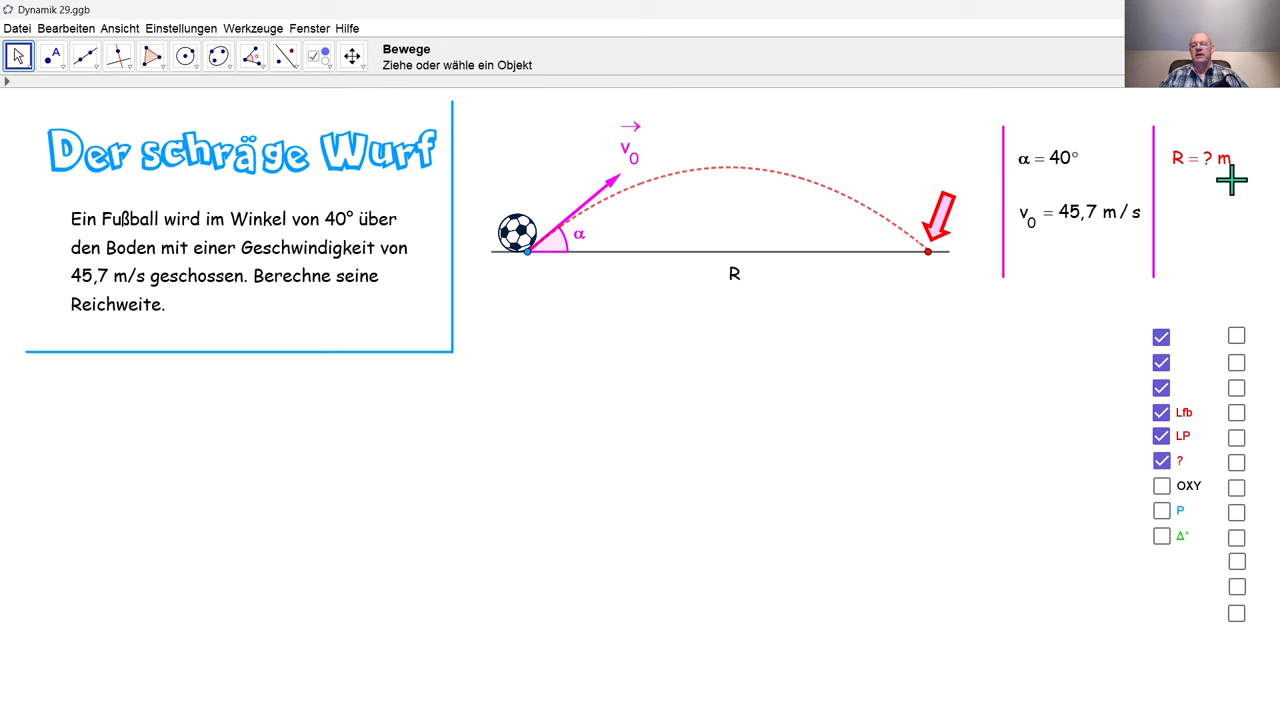 Dynamik 29.ggb
Datei Bearbeiten Ansicht Einstellungen Werkzeuge Fenster Hilfe
A
Bewege
Ziehe oder wähle ein Objekt
Der schräge Wurf
Ein Fußball wird im Winkel von 40° über
den Boden mit einer Geschwindigkeit von
45,7 m/s geschossen. Berechne seine
Reichweite.
v0
α
R
α = 40°
v0 = 45,7 m / s
R = ? m
Lfb
LP
?
OXY
P
Δ*